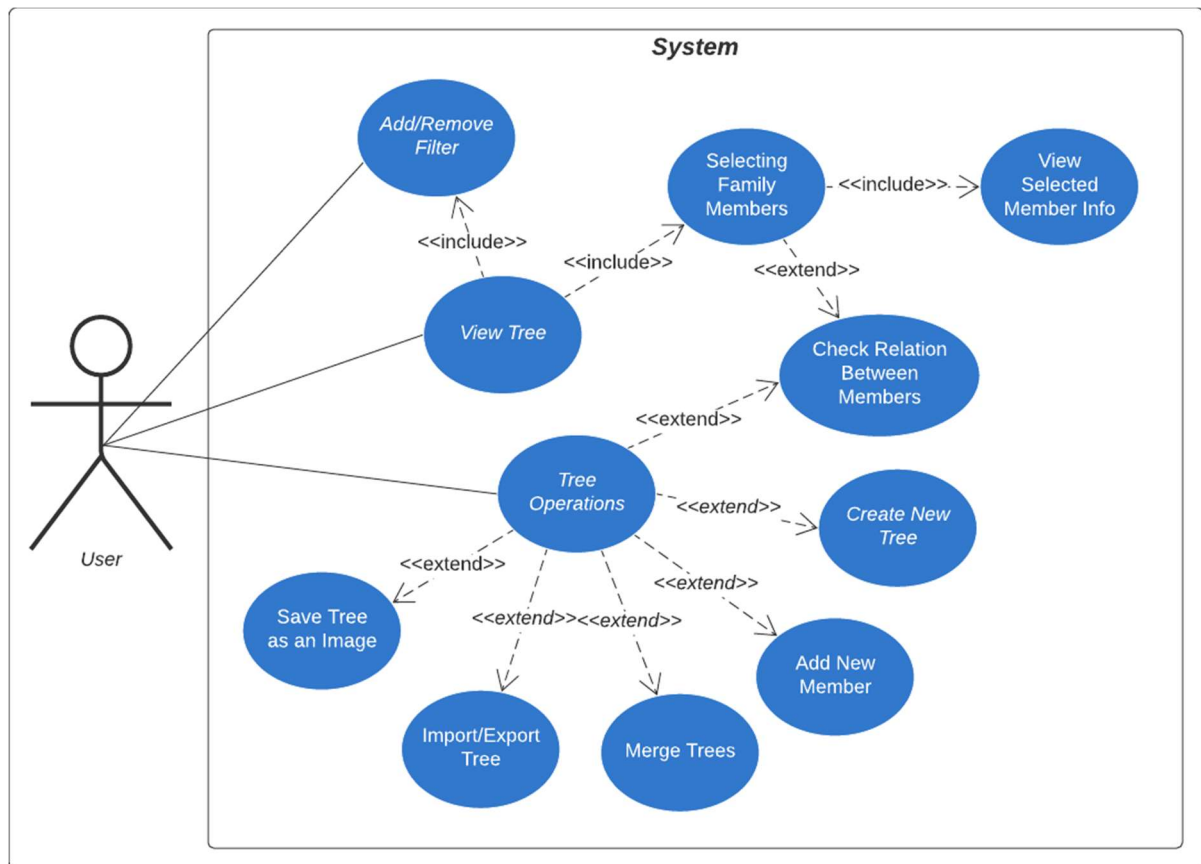 System
Add/Remove
Filter
Selecting
Family
Members
<<include>>
View
Selected
Member Info
<<include>>
<<include>>
<<extend>>
View Tree
Check Relation
Between
Members
<<extend>>
Tree
Operations
<<extend>>
Create New
Tree
User
<<extend>>
<<extend>>
<<extend>>
<<extend>>
Save Tree
as an Image
Add New
Member
Import/Export
Tree
Merge Trees